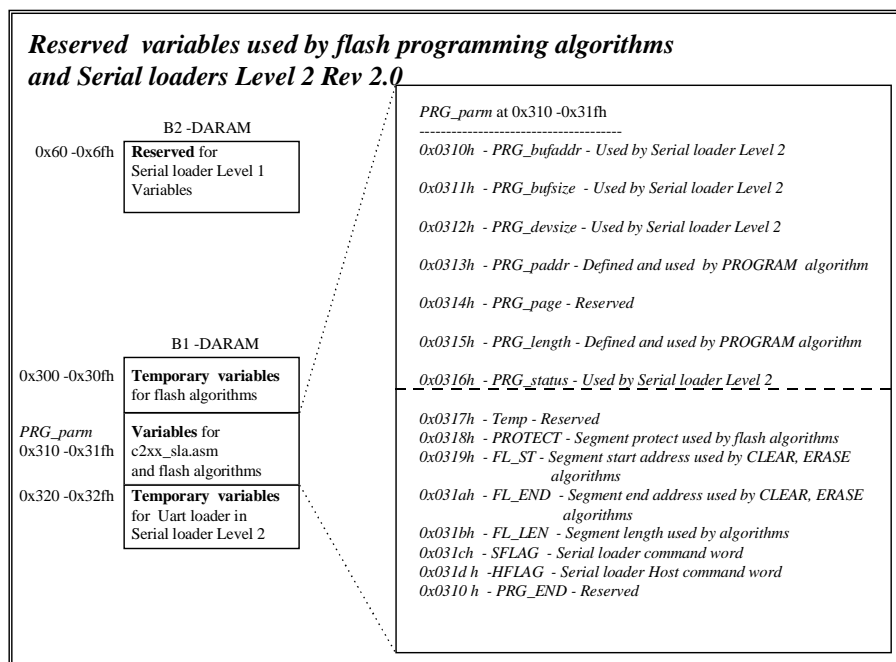 Reserved variables used by flash programming algorithms
and Serial loaders Level 2 Rev 2.0
B2 -DARAM
0x60 -0x6fh
Reserved for
Serial loader Level 1
Variables
B1 -DARAM
0x300 -0x30fh
Temporary variables
for flash algorithms
PRG_parm
0x310 -0x31fh
Variables for
c2xx_sla.asm
and flash algorithms
0x320 -0x32fh
Temporary variables
for Uart loader in
Serial loader Level 2
PRG_parm at 0x310 -0x31fh
--------------------------------------
0x0310h - PRG_bufaddr - Used by Serial loader Level 2
0x0311h - PRG_bufsize - Used by Serial loader Level 2
0x0312h - PRG_devsize - Used by Serial loader Level 2
0x0313h - PRG_paddr - Defined and used by PROGRAM algorithm
0x0314h - PRG_page - Reserved
0x0315h - PRG_length - Defined and used by PROGRAM algorithm
0x0316h - PRG_status - Used by Serial loader Level 2
0x0317h - Temp - Reserved
0x0318h - PROTECT - Segment protect used by flash algorithms
0x0319h - FL_ST - Segment start address used by CLEAR, ERASE
algorithms
0x031ah - FL_END - Segment end address used by CLEAR, ERASE
algorithms
0x031bh - FL_LEN - Segment length used by algorithms
0x031ch - SFLAG - Serial loader command word
0x031d h -HFLAG - Serial loader Host command word
0x0310 h - PRG_END - Reserved